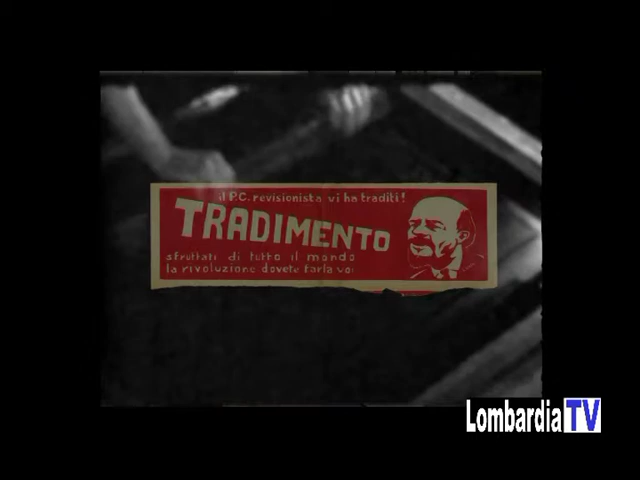 il P.C. revisionista vi ha traditi!
TRADIMENTO
sfruttati di tutto il mondo
la rivoluzione dovete farla voi
LombardiaTV